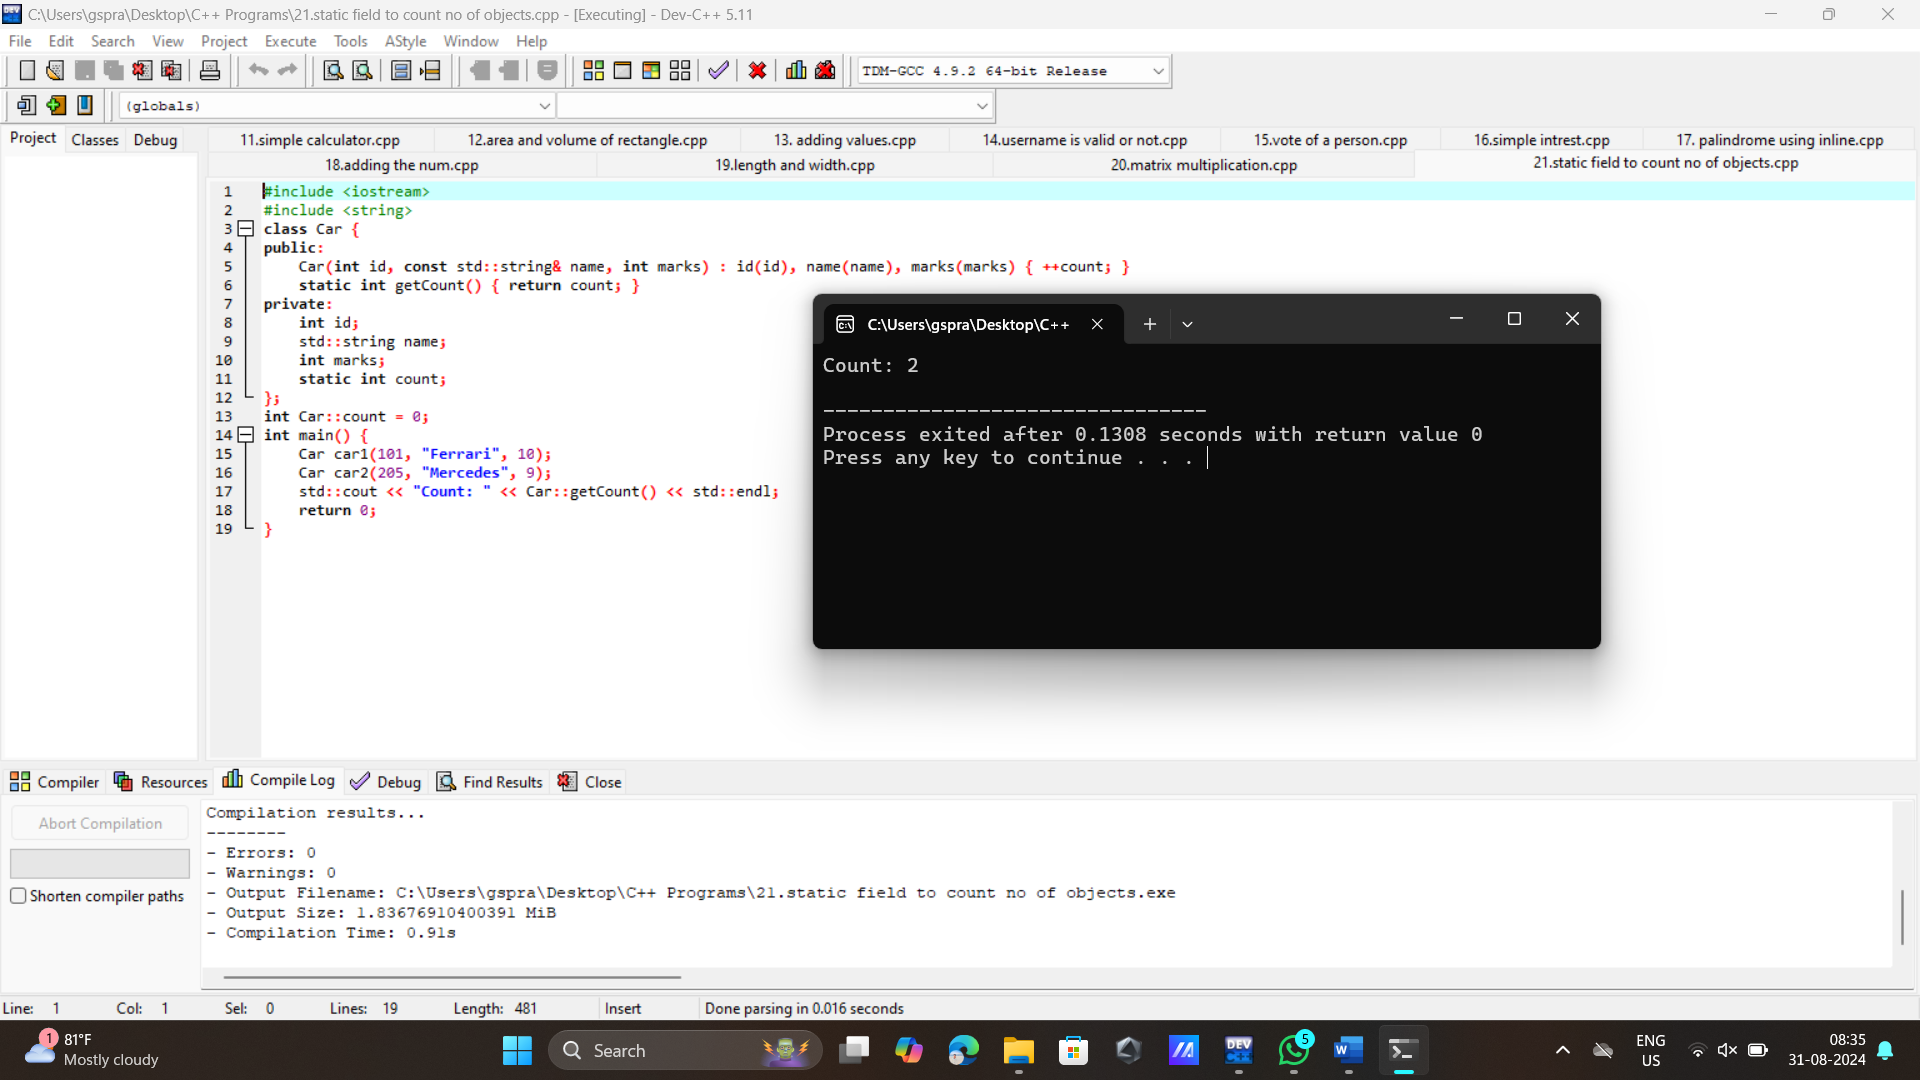 C:\Users\gspra\Desktop\C++ Programs\21.static field to count no of objects.cpp - [Executing] - Dev-C++ 5.11
File Edit Search View Project Execute Tools AStyle Window Help
TDM-GCC 4.9.2 64-bit Release
(globals)
Project Classes Debug
11.simple calculator.cpp 12.area and volume of rectangle.cpp 13. adding values.cpp 14.username is valid or not.cpp 15.vote of a person.cpp 16.simple intrest.cpp 17. palindrome using inline.cpp
18.adding the num.cpp 19.length and width.cpp 20.matrix multiplication.cpp 21.static field to count no of objects.cpp
1 #include <iostream>
2 #include <string>
3 class Car {
4 public:
5 Car(int id, const std::string& name, int marks) : id(id), name(name), marks(marks) { ++count; }
6 static int getCount() { return count; }
7 private:
8 int id;
9 std::string name;
10 int marks;
11 static int count;
12 };
13 int Car::count = 0;
14 int main() {
15 Car car1(101, "Ferrari", 10);
16 Car car2(205, "Mercedes", 9);
17 std::cout << "Count: " << Car::getCount() << std::endl;
18 return 0;
19 }
C:\Users\gspra\Desktop\C++
Count: 2
--------------------------------
Process exited after 0.1308 seconds with return value 0
Press any key to continue . . .
Compiler Resources Compile Log Debug Find Results Close
Abort Compilation
Shorten compiler paths
Compilation results...
--------
- Errors: 0
- Warnings: 0
- Output Filename: C:\Users\gspra\Desktop\C++ Programs\21.static field to count no of objects.exe
- Output Size: 1.83676910400391 MiB
- Compilation Time: 0.91s
Line: 1 Col: 1 Sel: 0 Lines: 19 Length: 481 Insert Done parsing in 0.016 seconds
1
81°F
Mostly cloudy
Search
DEV
C++
5
W
ENG
US
08:35
31-08-2024